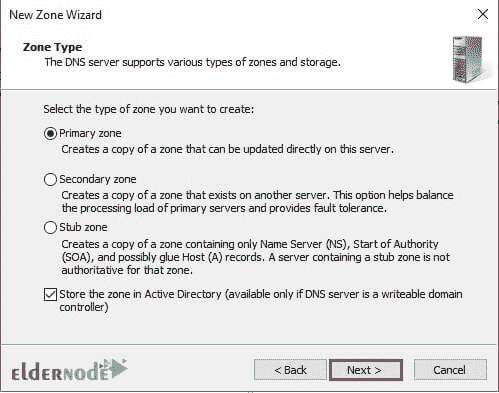 New Zone Wizard
Zone Type
The DNS server supports various types of zones and storage.
Select the type of zone you want to create:
Primary zone
Creates a copy of a zone that can be updated directly on this server.
Secondary zone
Creates a copy of a zone that exists on another server. This option helps balance
the processing load of primary servers and provides fault tolerance.
Stub zone
Creates a copy of a zone containing only Name Server (NS), Start of Authority
(SOA), and possibly glue Host (A) records. A server containing a stub zone is not
authoritative for that zone.
Store the zone in Active Directory (available only if DNS server is a writeable domain
controller)
ELDERNODE
< Back Next > Cancel